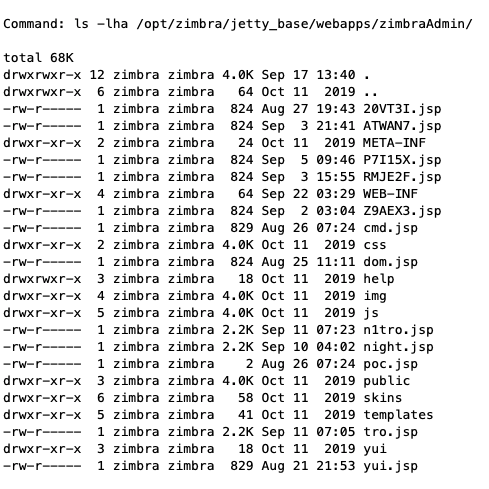 Command: ls -lha /opt/zimbra/jetty_base/webapps/zimbraAdmin/
total 68K
drwxrwxr-x 12 zimbra zimbra 4.0K Sep 17 13:40 .
drwxrwxr-x  6 zimbra zimbra   64 Oct 11  2019 ..
-rw-r-----  1 zimbra zimbra  824 Aug 27 19:43 20VT3I.jsp
-rw-r-----  1 zimbra zimbra  824 Sep  3 21:41 ATWAN7.jsp
drwxr-xr-x  2 zimbra zimbra   24 Oct 11  2019 META-INF
-rw-r-----  1 zimbra zimbra  824 Sep  5 09:46 P7I15X.jsp
-rw-r-----  1 zimbra zimbra  824 Sep  3 15:55 RMJE2F.jsp
drwxr-xr-x  4 zimbra zimbra   64 Sep 22 03:29 WEB-INF
-rw-r-----  1 zimbra zimbra  824 Sep  2 03:04 Z9AEX3.jsp
-rw-r-----  1 zimbra zimbra  829 Aug 26 07:24 cmd.jsp
drwxr-xr-x  2 zimbra zimbra 4.0K Oct 11  2019 css
-rw-r-----  1 zimbra zimbra  824 Aug 25 11:11 dom.jsp
drwxrwxr-x  3 zimbra zimbra   18 Oct 11  2019 help
drwxr-xr-x  4 zimbra zimbra 4.0K Oct 11  2019 img
drwxr-xr-x  5 zimbra zimbra 4.0K Oct 11  2019 js
-rw-r-----  1 zimbra zimbra 2.2K Sep 11 07:23 n1tro.jsp
-rw-r-----  1 zimbra zimbra 2.2K Sep 10 04:02 night.jsp
-rw-r-----  1 zimbra zimbra    2 Aug 26 07:24 poc.jsp
drwxr-xr-x  3 zimbra zimbra 4.0K Oct 11  2019 public
drwxr-xr-x  6 zimbra zimbra   58 Oct 11  2019 skins
drwxr-xr-x  5 zimbra zimbra   41 Oct 11  2019 templates
-rw-r-----  1 zimbra zimbra 2.2K Sep 11 07:05 tro.jsp
drwxr-xr-x  3 zimbra zimbra   18 Oct 11  2019 yui
-rw-r-----  1 zimbra zimbra  829 Aug 21 21:53 yui.jsp